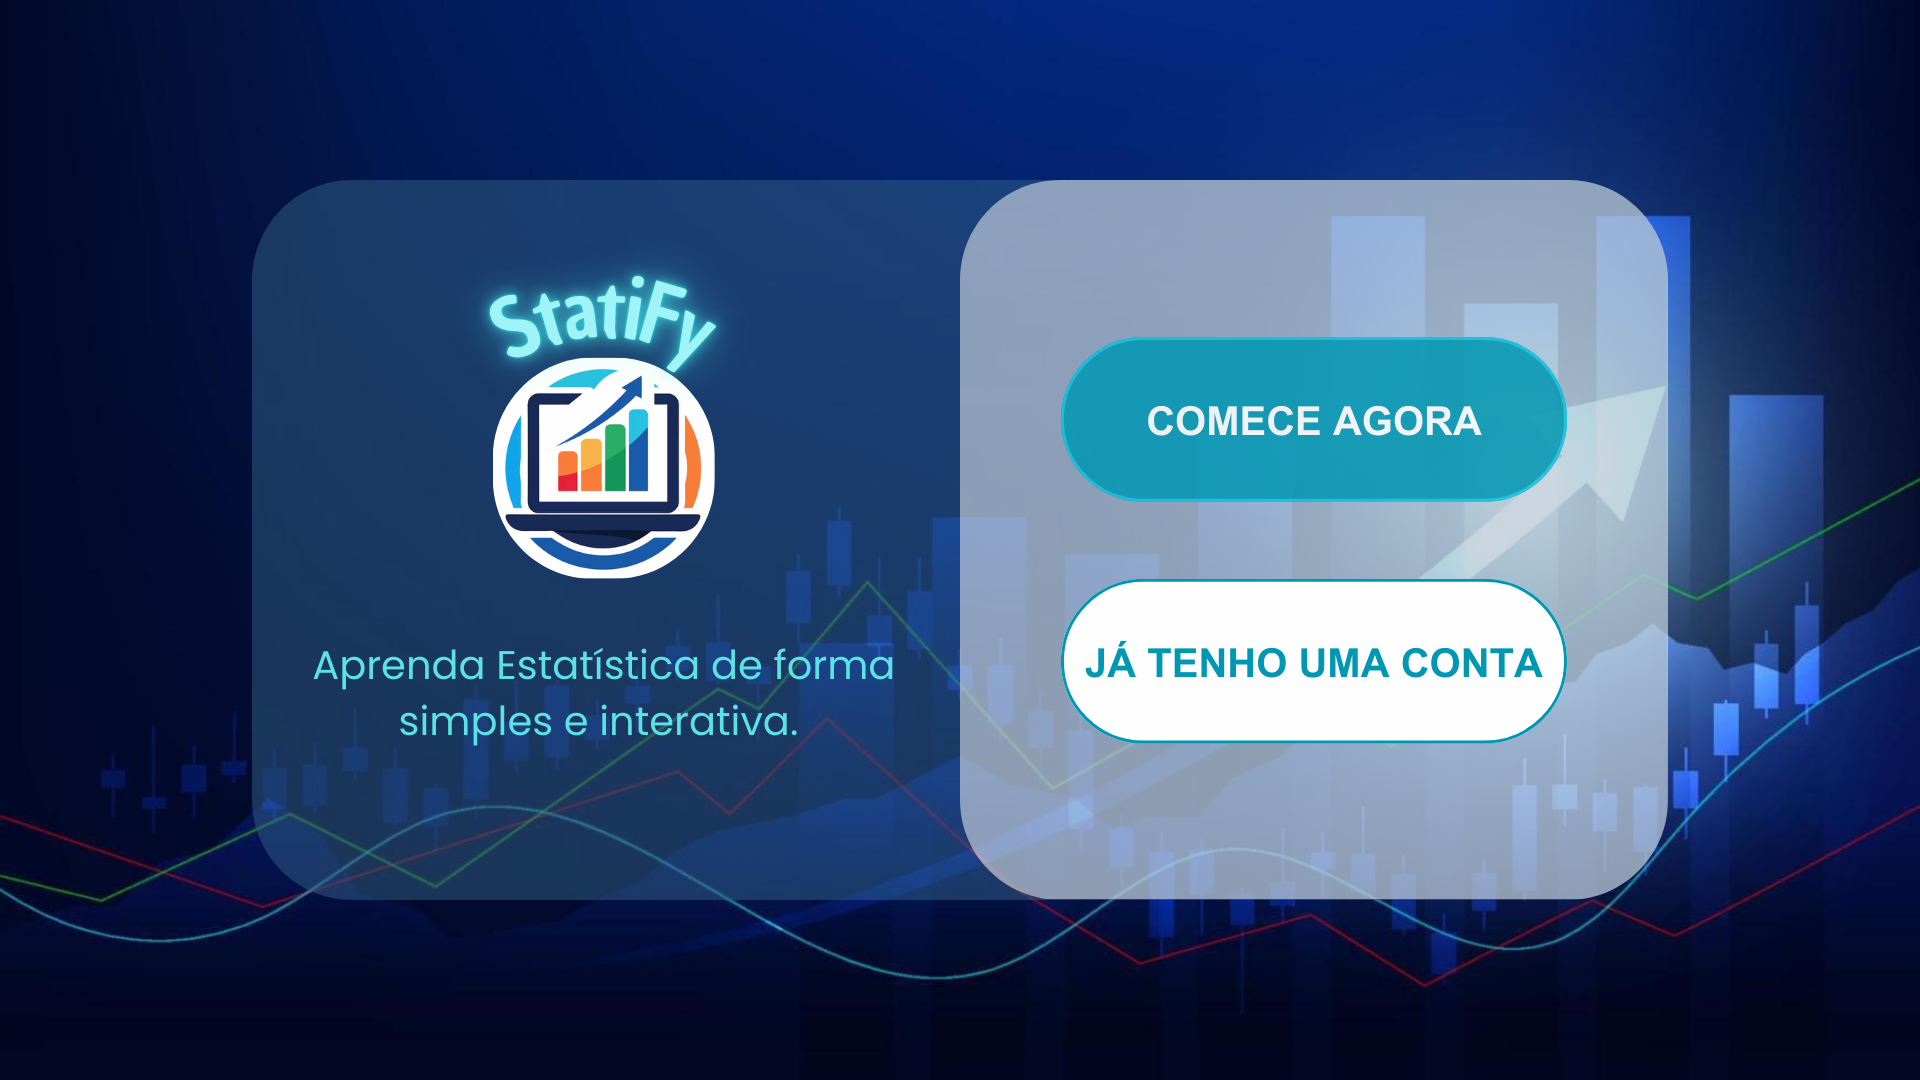 StatiFy
Aprenda Estatística de forma
simples e interativa.
COMECE AGORA
JÁ TENHO UMA CONTA